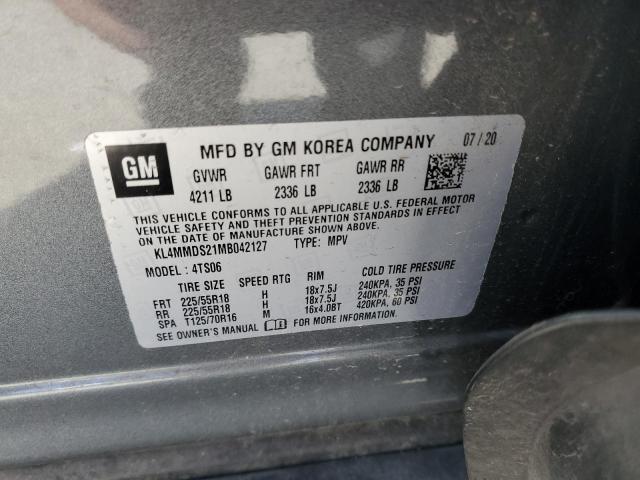 GM
MFD BY GM KOREA COMPANY 07 / 20
GVWR GAWR FRT GAWR RR
4211 LB 2336 LB 2336 LB
THIS VEHICLE CONFORMS TO ALL APPLICABLE U.S. FEDERAL MOTOR
VEHICLE SAFETY AND THEFT PREVENTION STANDARDS IN EFFECT ON
THE DATE OF MANUFACTURE SHOWN ABOVE.
KL4MMDS21MB042127 TYPE: MPV
MODEL : 4TS06
TIRE SIZE SPEED RTG RIM COLD TIRE PRESSURE
FRT 225/55R18 H 18x7.5J 240KPA, 35 PSI
RR 225/55R18 H 18x7.5J 240KPA, 35 PSI
SPA T125/70R16 M 16x4.0BT 420KPA, 60 PSI
SEE OWNER'S MANUAL FOR MORE INFORMATION.